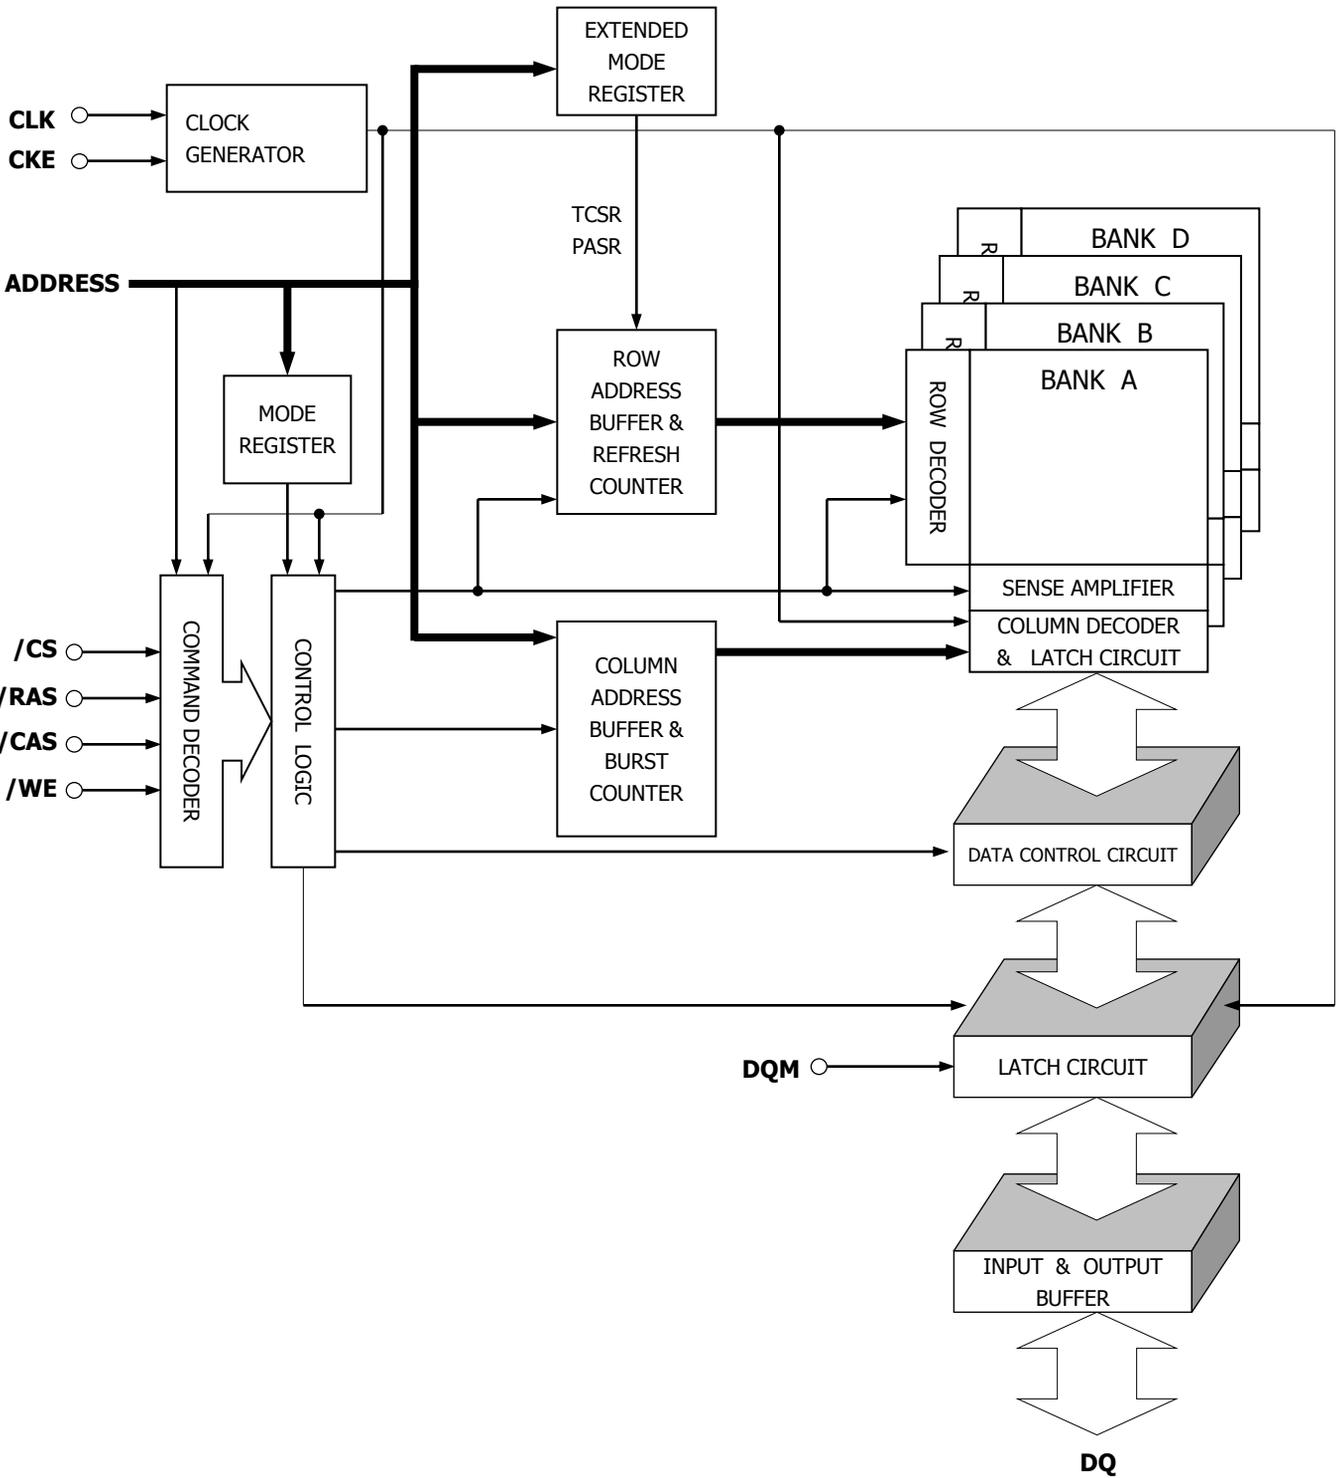 EXTENDED
MODE
REGISTER
CLK
CKE
CLOCK
GENERATOR
TCSR
PASR
ADDRESS
MODE
REGISTER
ROW
ADDRESS
BUFFER &
REFRESH
COUNTER
R
BANK D
R
BANK C
R
BANK B
BANK A
ROW DECODER
SENSE AMPLIFIER
COLUMN DECODER
& LATCH CIRCUIT
/CS
/RAS
/CAS
/WE
COMMAND DECODER
CONTROL LOGIC
COLUMN
ADDRESS
BUFFER &
BURST
COUNTER
DATA CONTROL CIRCUIT
DQM
LATCH CIRCUIT
INPUT & OUTPUT
BUFFER
DQ